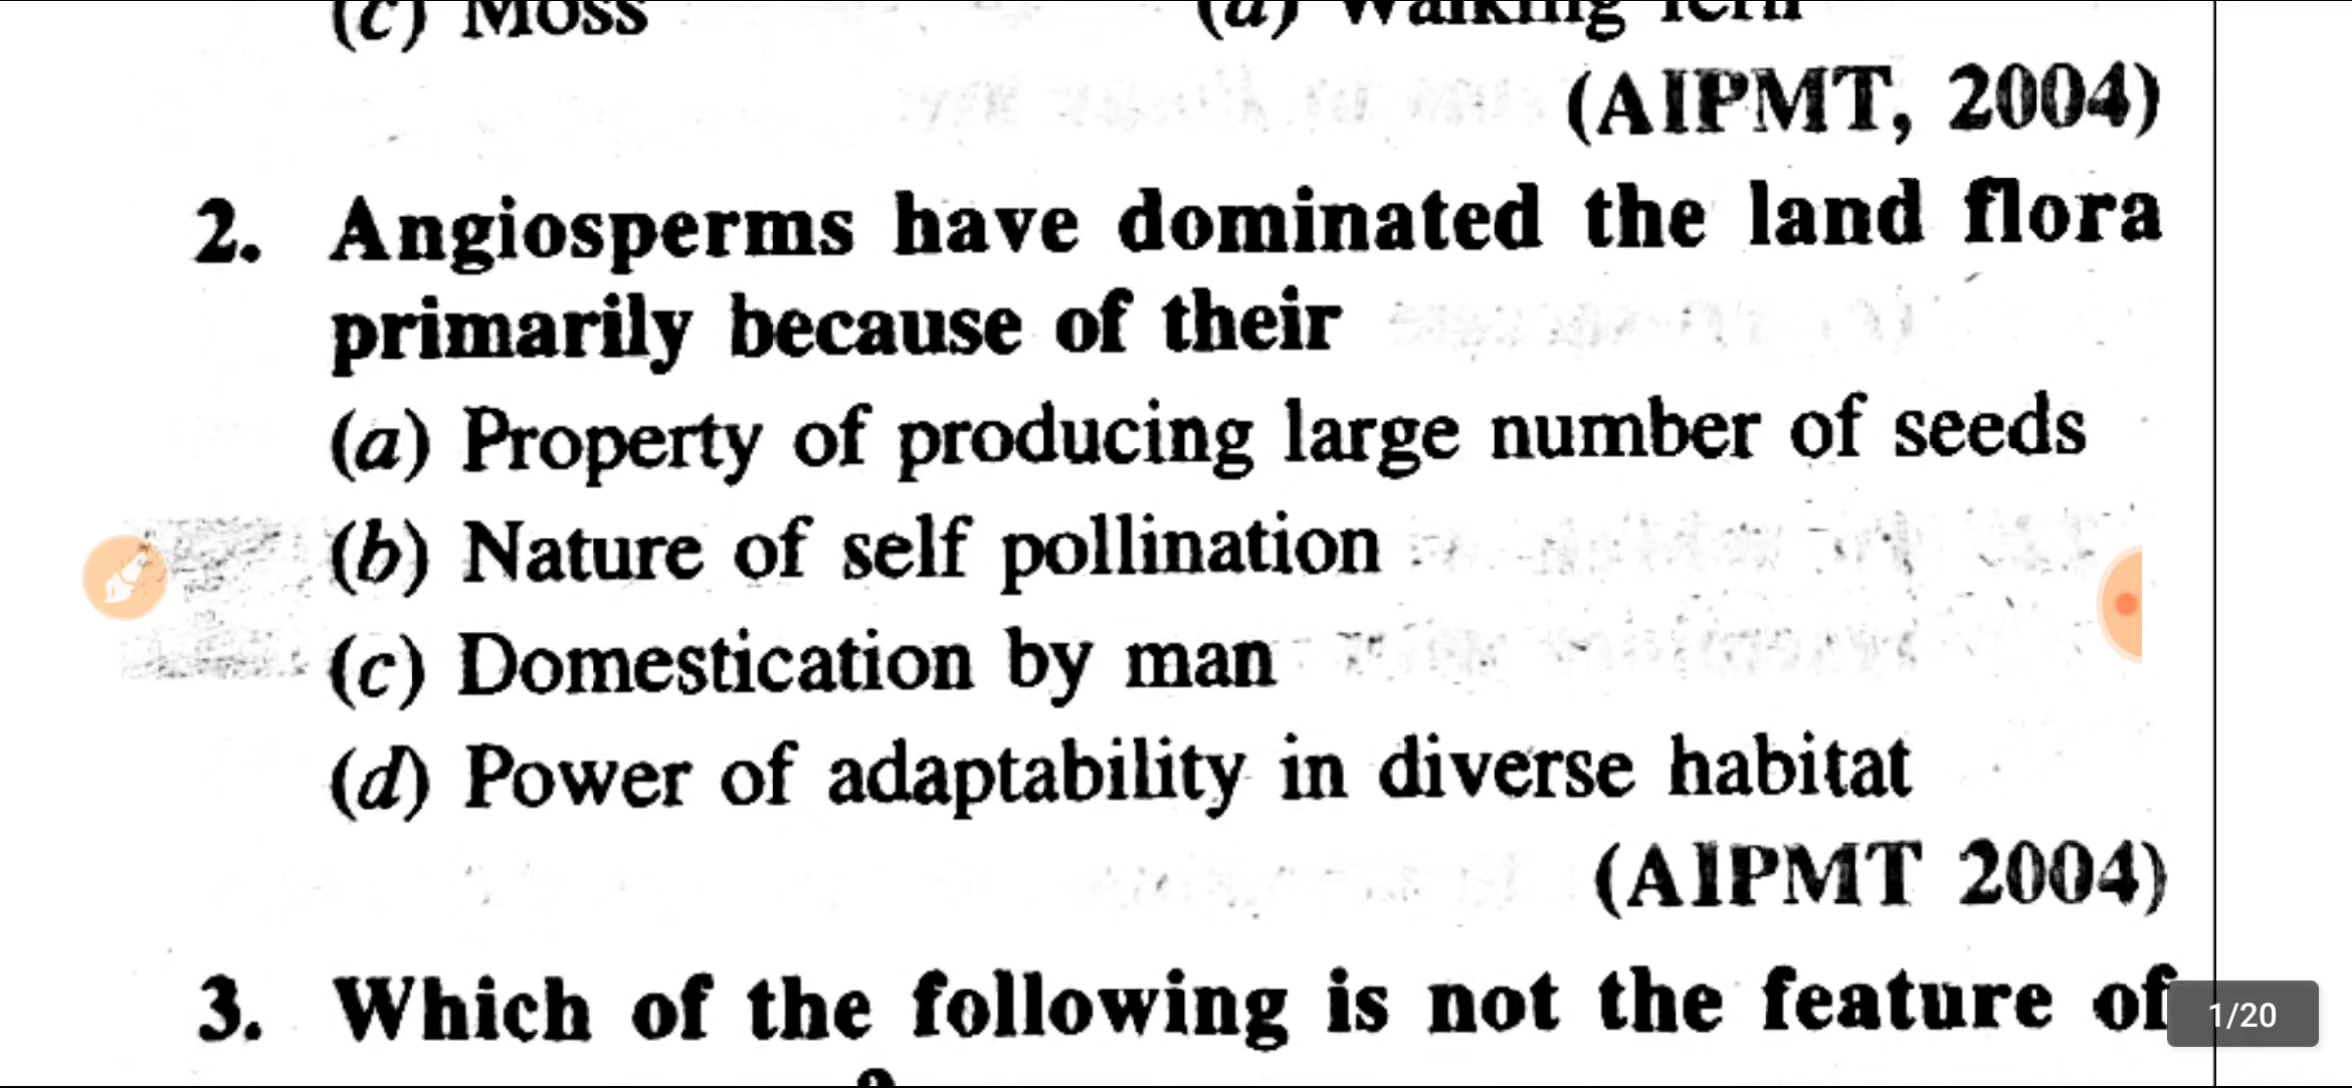 (c) Moss (d) Walking fern
(AIPMT, 2004)
2. Angiosperms have dominated the land flora
primarily because of their
(a) Property of producing large number of seeds
(b) Nature of self pollination
(c) Domestication by man
(d) Power of adaptability in diverse habitat
(AIPMT 2004)
3. Which of the following is not the feature of
1/20